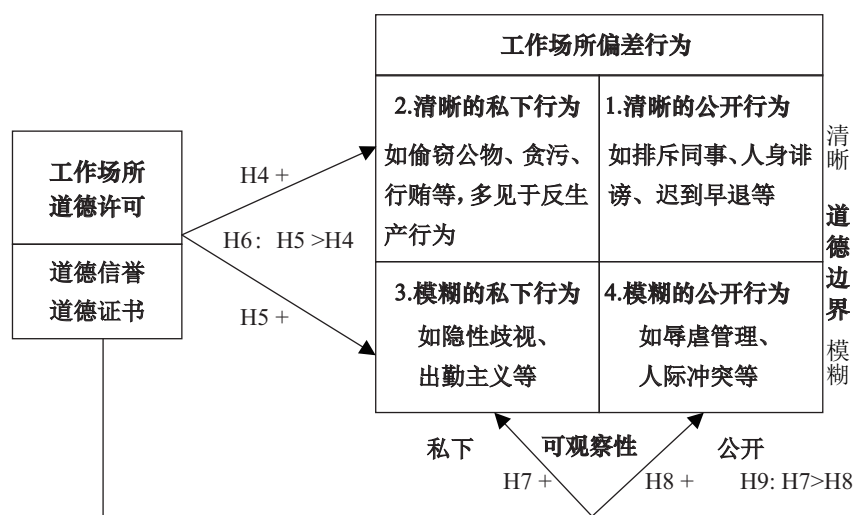 工作场所偏差行为
2.清晰的私下行为
如偷窃公物、贪污、
行贿等，多见于反生
产行为
1.清晰的公开行为
如排斥同事、人身诽
谤、迟到早退等
清晰
道德边界
模糊
工作场所
道德许可
道德信誉
道德证书
H4 +
H6： H5 >H4
H5 +
3.模糊的私下行为
如隐性歧视、
出勤主义等
4.模糊的公开行为
如辱虐管理、
人际冲突等
私下
可观察性
公开
H7 +
H8 +
H9: H7>H8